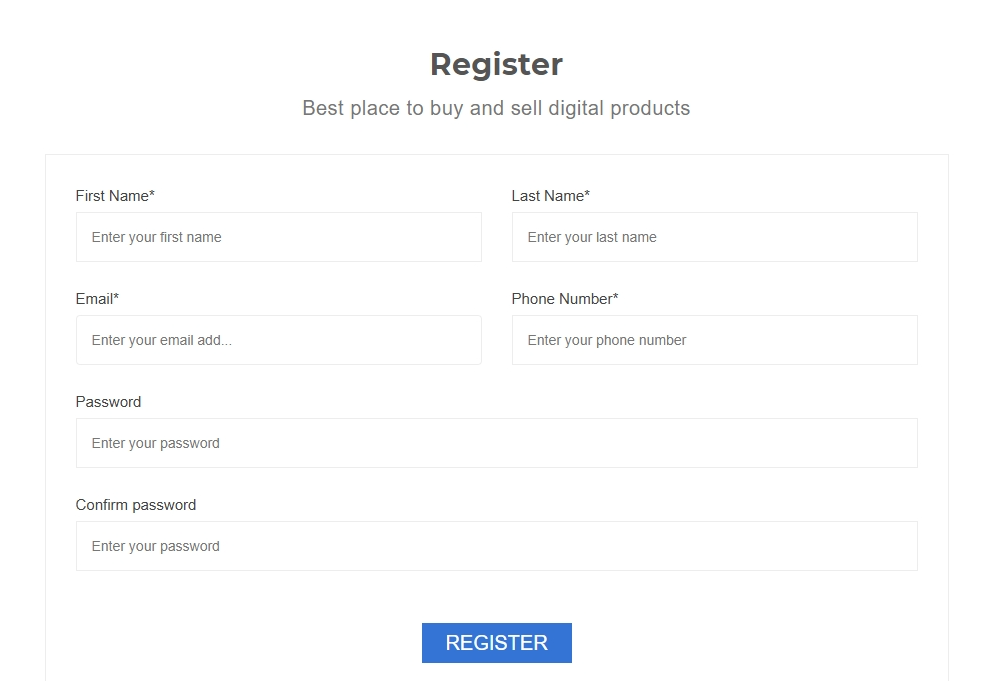 Register
Best place to buy and sell digital products
First Name*
Last Name*
Enter your first name
Enter your last name
Email*
Phone Number*
Enter your email add...
Enter your phone number
Password
Enter your password
Confirm password
Enter your password
REGISTER